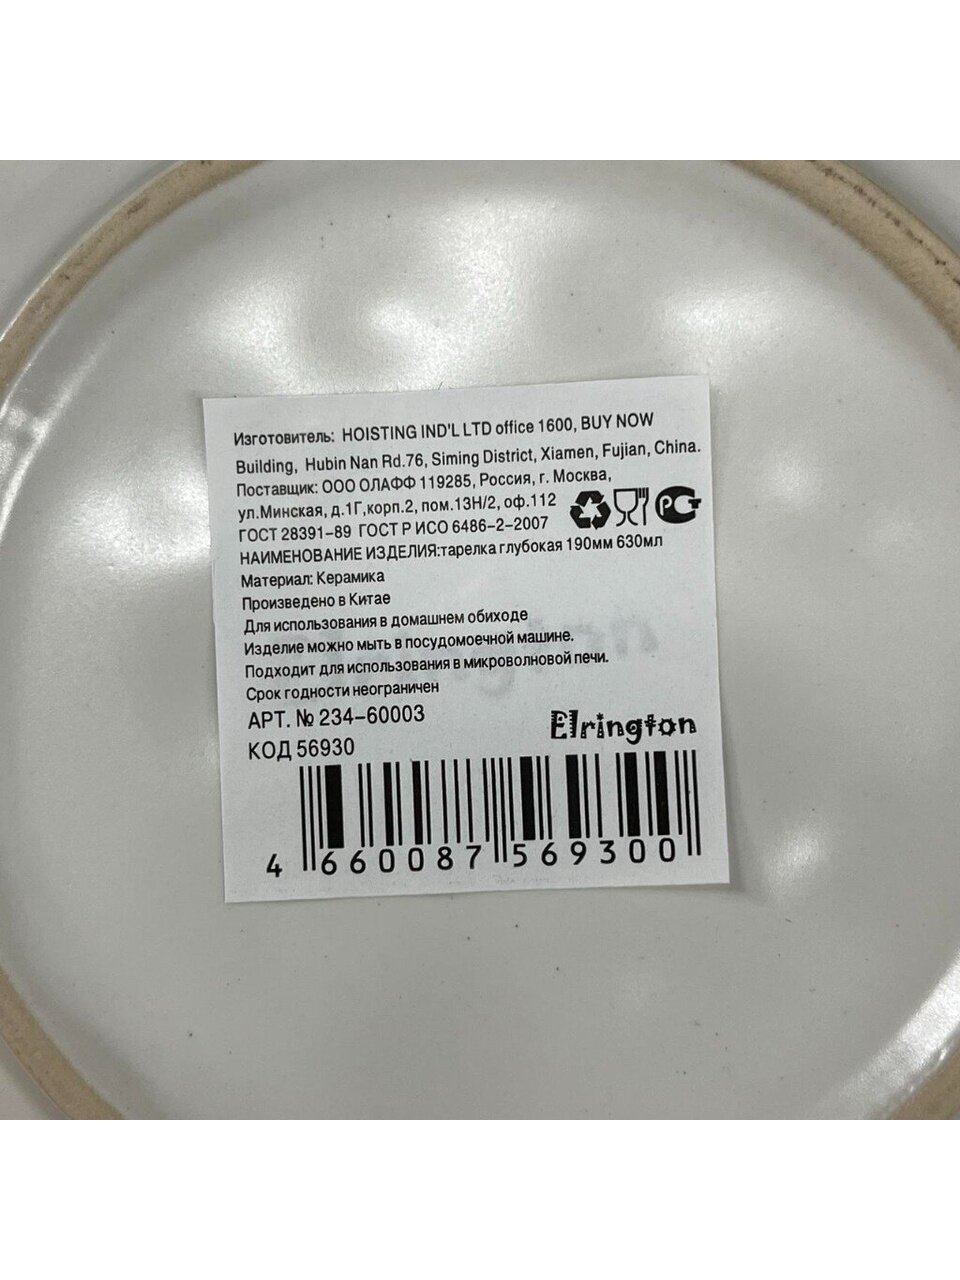 Изготовитель: HOISTING IND'L LTD office 1600, BUY NOW
Building, Hubin Nan Rd.76, Siming District, Xiamen, Fujian, China.
Поставщик: ООО ОЛАФФ 119285, Россия, г. Москва,
ул.Минская, д.1Г,корп.2, пом.13Н/2, оф.112
ГОСТ 28391-89 ГОСТ Р ИСО 6486-2-2007
РСТ
НАИМЕНОВАНИЕ ИЗДЕЛИЯ:тарелка глубокая 190мм 630мл
Материал: Керамика
Произведено в Китае
Для использования в домашнем обиходе
Изделие можно мыть в посудомоечной машине.
Подходит для использования в микроволновой печи.
Срок годности неограничен
АРТ. № 234-60003
КОД 56930
Elrington
4 660087 569300